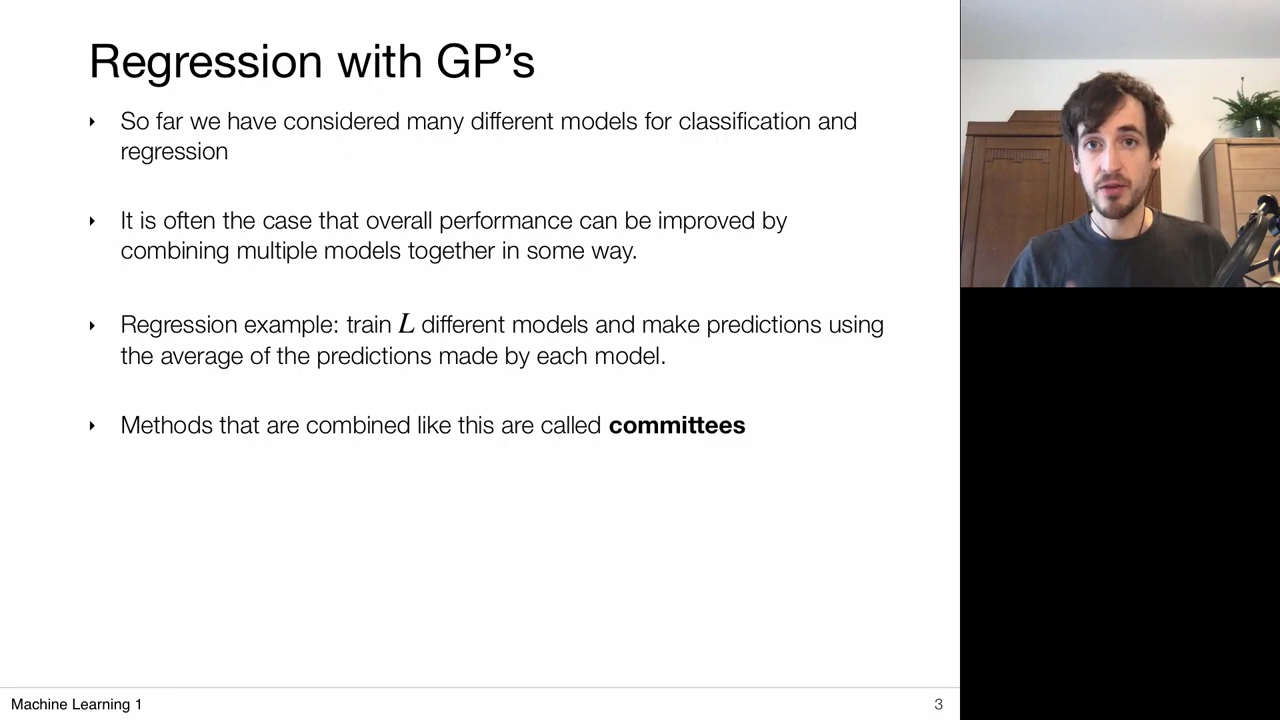 Regression with GP’s
‣ So far we have considered many different models for classification and
regression
‣ It is often the case that overall performance can be improved by
combining multiple models together in some way.
‣ Regression example: train L different models and make predictions using
the average of the predictions made by each model.
‣ Methods that are combined like this are called committees
Machine Learning 1
3